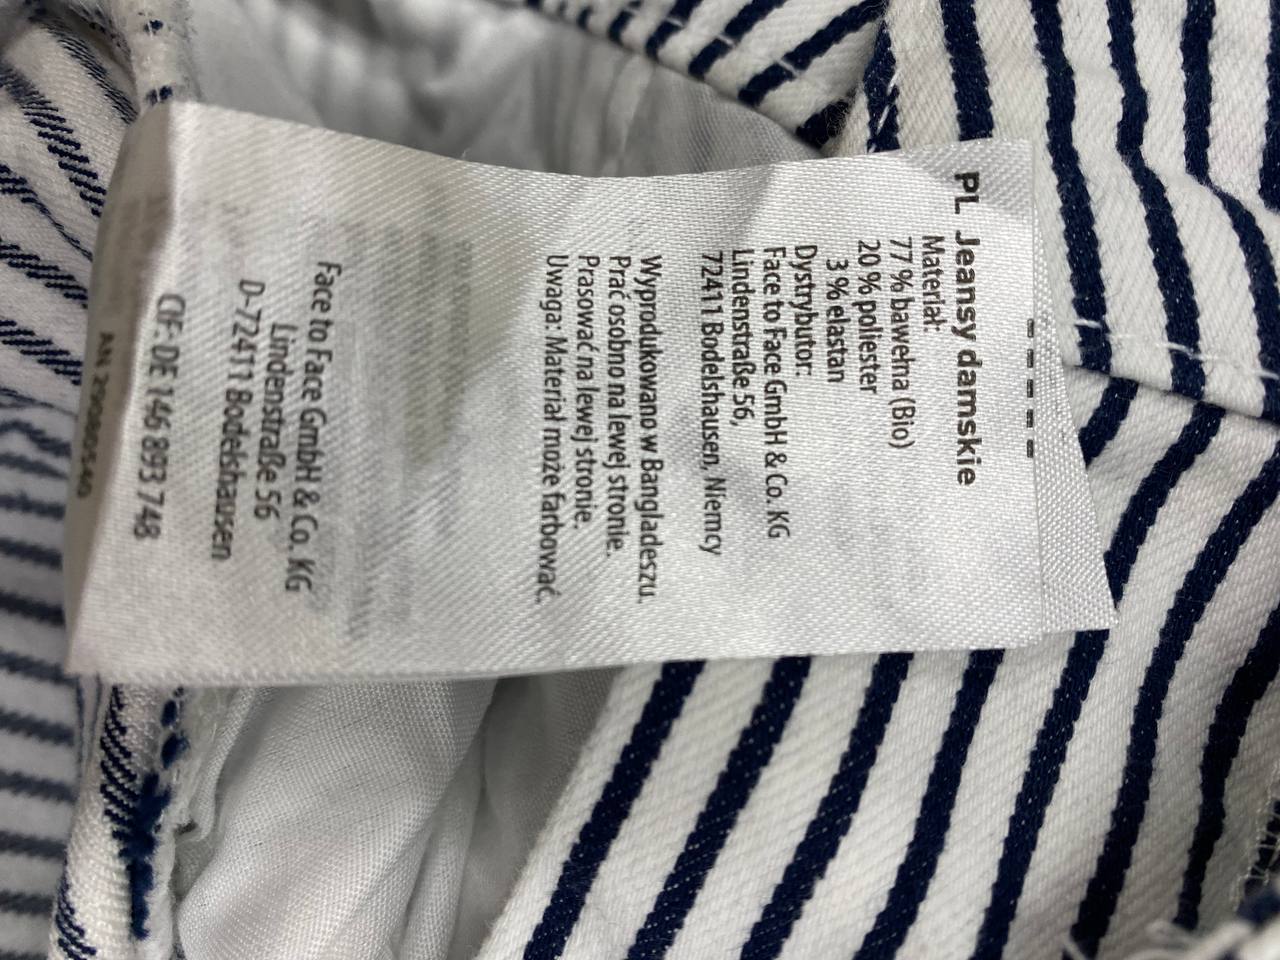 PL Jeansy damskie
Materiał:
77 % bawełna (Bio)
20 % poliester
3 % elastan
Dystrybutor:
Face to Face GmbH & Co. KG
Lindenstraße 56,
72411 Bodelshausen, Niemcy
Wyprodukowano w Bangladeszu.
Prać osobno na lewej stronie.
Prasować na lewej stronie.
Uwaga: Materiał może farbować.
Face to Face GmbH & Co. KG
Lindenstraße 56
D-72411 Bodelshausen
CIF: DE 146 893 748